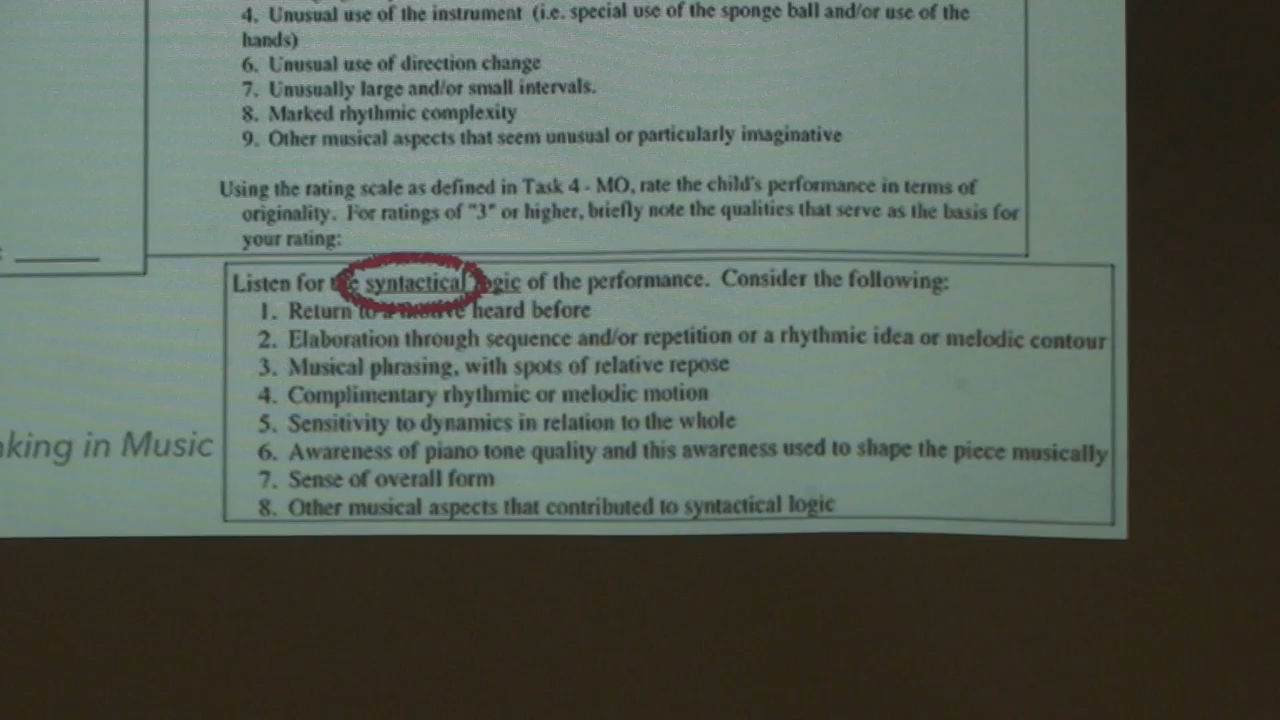 4. Unusual use of the instrument (i.e. special use of the sponge ball and/or use of the
hands)
6. Unusual use of direction change
7. Unusually large and/or small intervals.
8. Marked rhythmic complexity
9. Other musical aspects that seem unusual or particularly imaginative
Using the rating scale as defined in Task 4 - MO, rate the child's performance in terms of
originality. For ratings of "3" or higher, briefly note the qualities that serve as the basis for
your rating:
Listen for the syntactical logic of the performance. Consider the following:
1. Return to a motive heard before
2. Elaboration through sequence and/or repetition or a rhythmic idea or melodic contour
3. Musical phrasing, with spots of relative repose
4. Complimentary rhythmic or melodic motion
5. Sensitivity to dynamics in relation to the whole
6. Awareness of piano tone quality and this awareness used to shape the piece musically
7. Sense of overall form
8. Other musical aspects that contributed to syntactical logic
king in Music